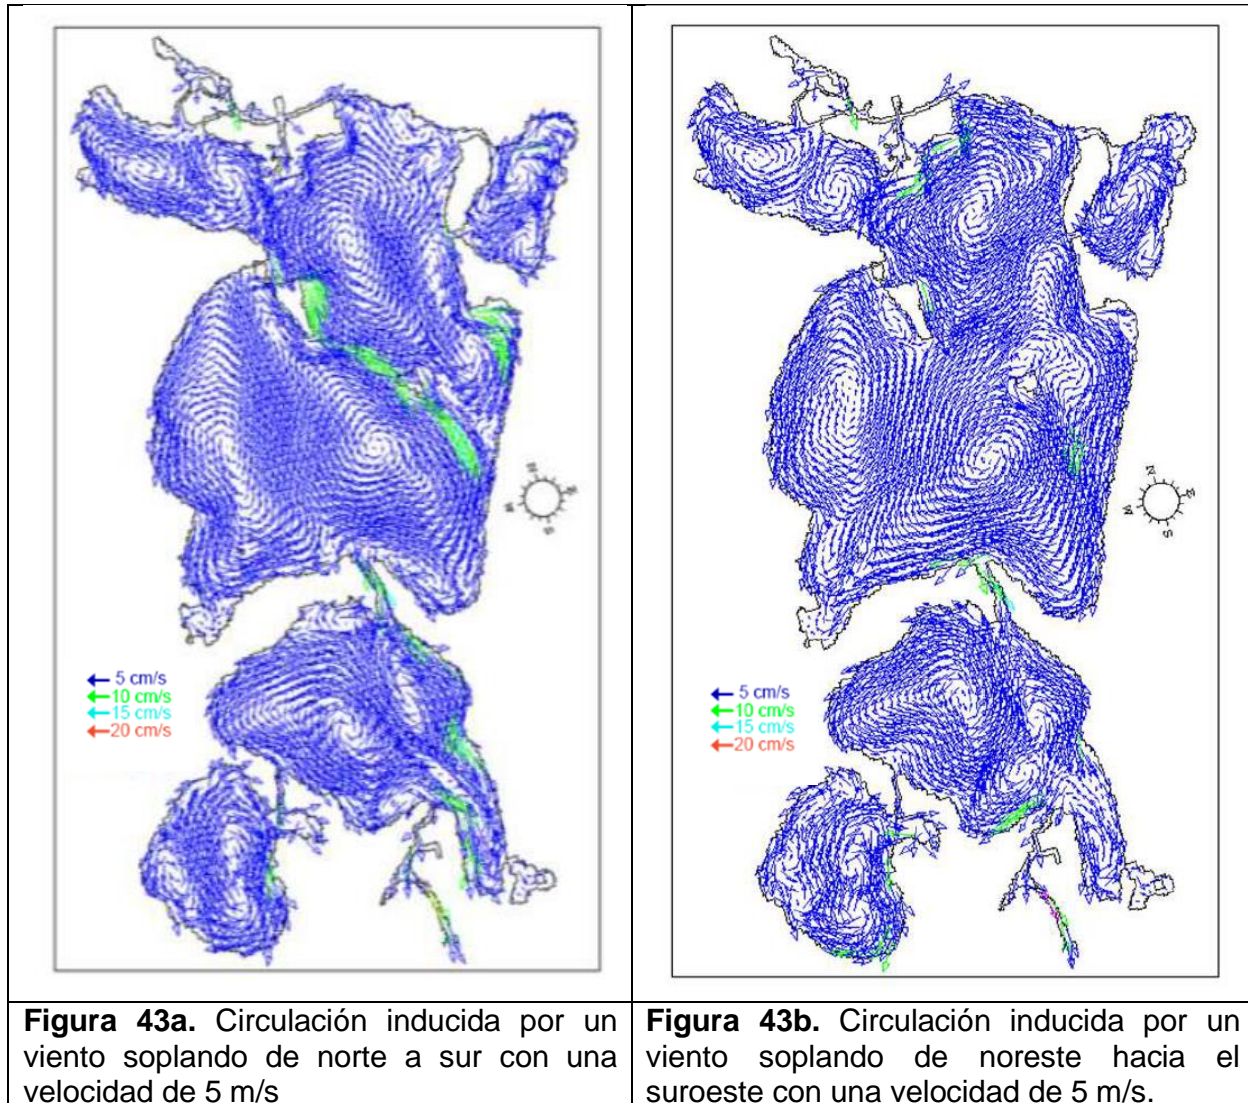 5 cm/s
10 cm/s
15 cm/s
20 cm/s
N
E
W
S
5 cm/s
10 cm/s
15 cm/s
20 cm/s
N
E
W
S
Figura 43a. Circulación inducida por un
viento soplando de norte a sur con una
velocidad de 5 m/s
Figura 43b. Circulación inducida por un
viento soplando de noreste hacia el
suroeste con una velocidad de 5 m/s.